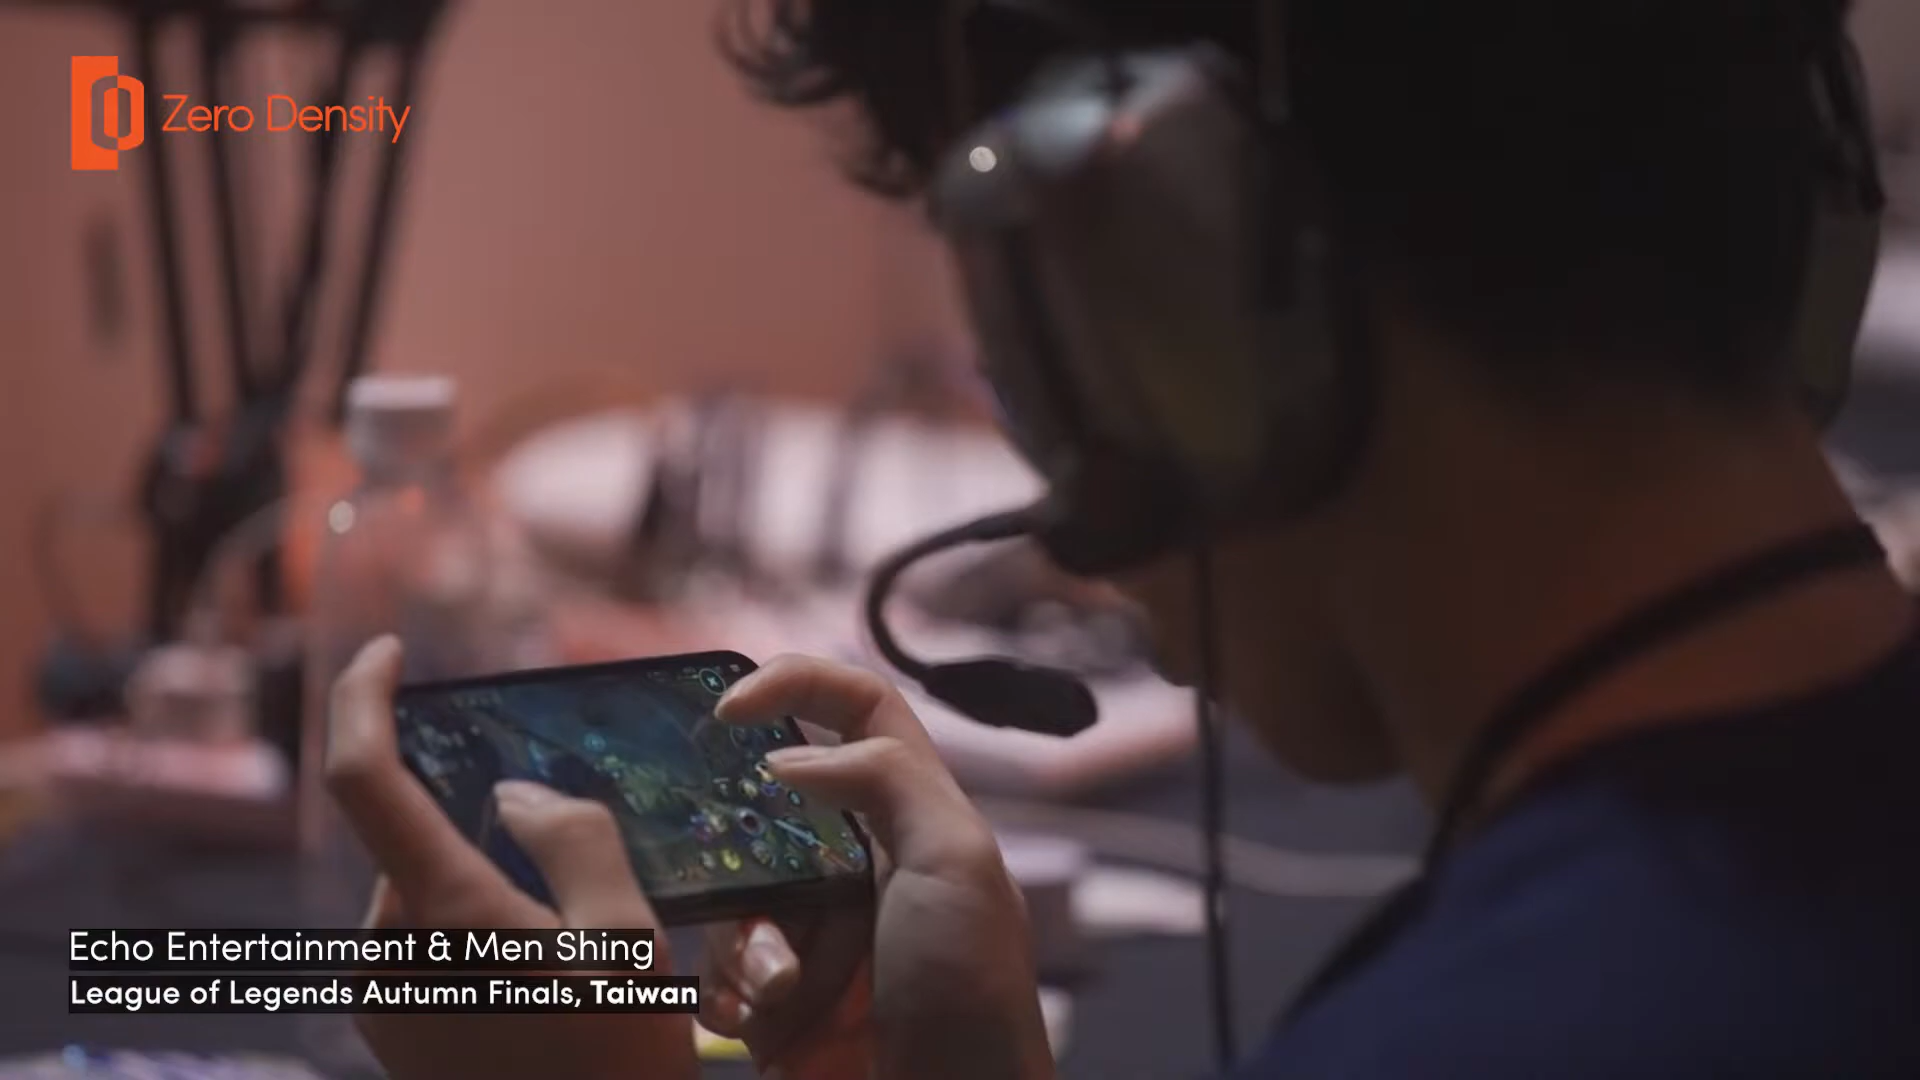 Zero Density
Echo Entertainment & Men Shing
League of Legends Autumn Finals, Taiwan